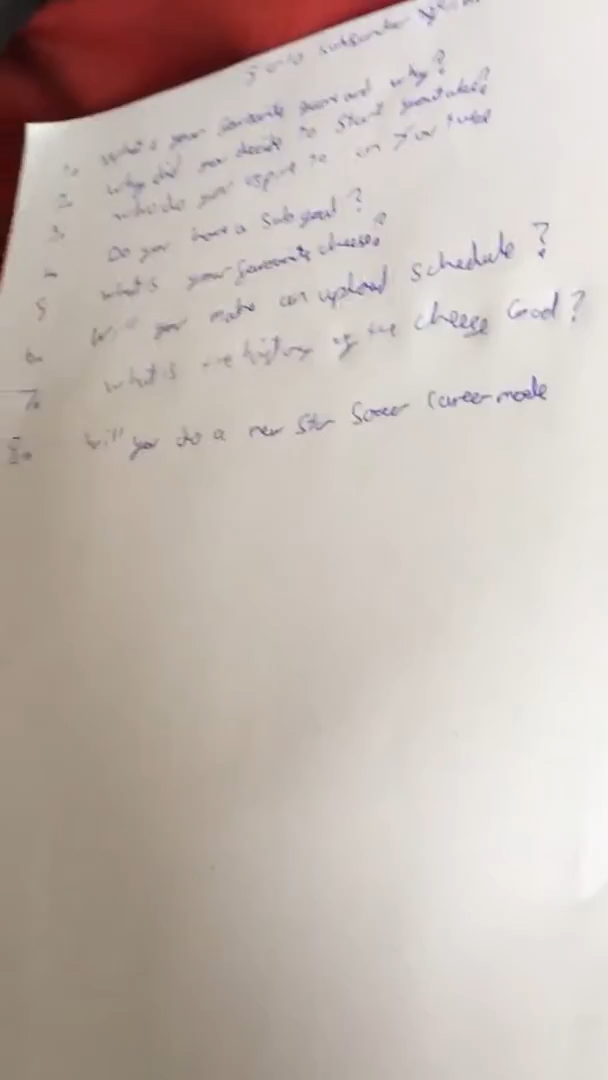 subscriber
1. What's your favourite and why?
2. Why did you decide to start youtube?
3. who do you aspire to on YouTube
4. Do you have a sub goal?
5 what's your favourite cheese?
6. Will you make an upload schedule?
7. What is the history of the cheese God?
8. Will you do a new Soccer career mode